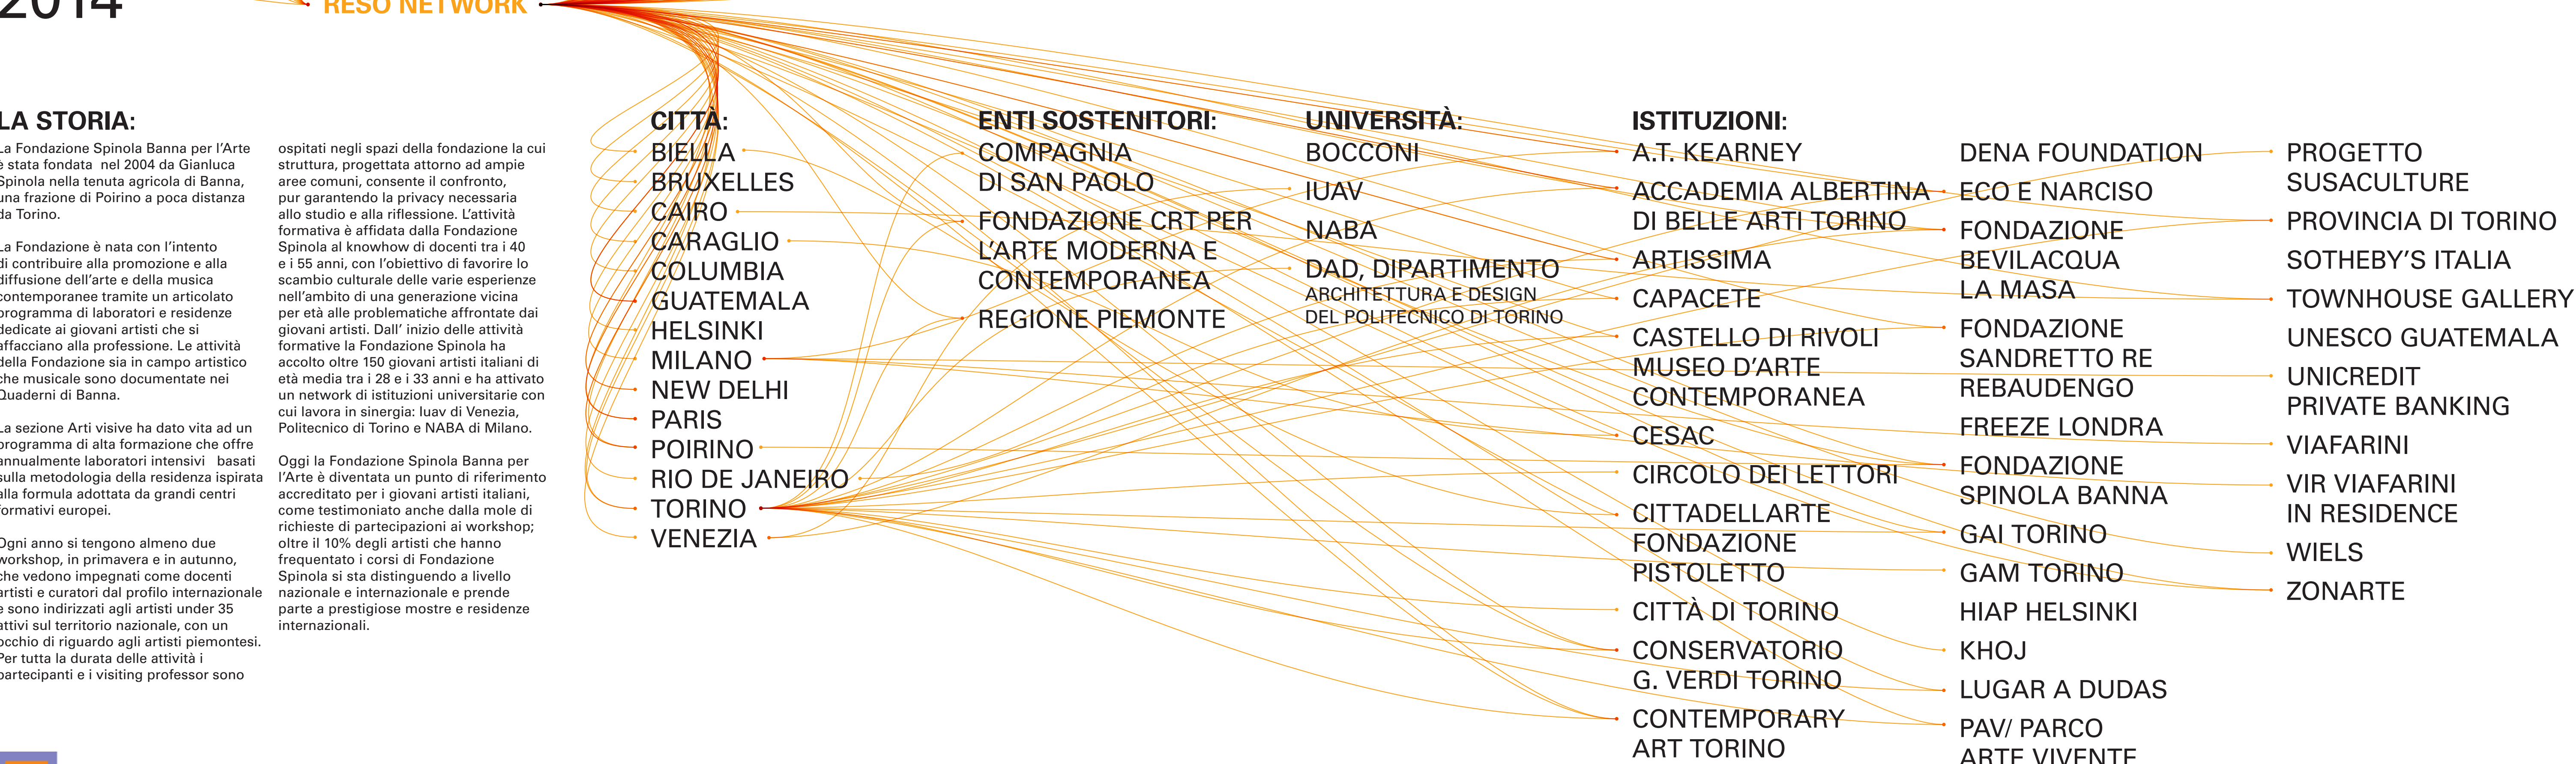 2014
RESÒ NETWORK
LA STORIA:
La Fondazione Spinola Banna per l'Arte
è stata fondata nel 2004 da Gianluca
Spinola nella tenuta agricola di Banna,
una frazione di Poirino a poca distanza
da Torino.
La Fondazione è nata con l'intento
di contribuire alla promozione e alla
diffusione dell'arte e della musica
contemporanee tramite un articolato
programma di laboratori e residenze
dedicate ai giovani artisti che si
affacciano alla professione. Le attività
della Fondazione sia in campo artistico
che musicale sono documentate nei
Quaderni di Banna.
La sezione Arti visive ha dato vita ad un
programma di alta formazione che offre
annualmente laboratori intensivi basati
sulla metodologia della residenza ispirata
alla formula adottata da grandi centri
formativi europei.
Ogni anno si tengono almeno due
workshop, in primavera e in autunno,
che vedono impegnati come docenti
artisti e curatori dal profilo internazionale
e sono indirizzati agli artisti under 35
attivi sul territorio nazionale, con un
occhio di riguardo agli artisti piemontesi.
Per tutta la durata delle attività i
partecipanti e i visiting professor sono
ospitati negli spazi della fondazione la cui
struttura, progettata attorno ad ampie
aree comuni, consente il confronto,
pur garantendo la privacy necessaria
allo studio e alla riflessione. L'attività
formativa è affidata dalla Fondazione
Spinola al knowhow di docenti tra i 40
e i 55 anni, con l'obiettivo di favorire lo
scambio culturale delle varie esperienze
nell'ambito di una generazione vicina
per età alle problematiche affrontate dai
giovani artisti. Dall' inizio delle attività
formative la Fondazione Spinola ha
accolto oltre 150 giovani artisti italiani di
età media tra i 28 e i 33 anni e ha attivato
un network di istituzioni universitarie con
cui lavora in sinergia: Iuav di Venezia,
Politecnico di Torino e NABA di Milano.
Oggi la Fondazione Spinola Banna per
l'Arte è diventata un punto di riferimento
accreditato per i giovani artisti italiani,
come testimoniato anche dalla mole di
richieste di partecipazioni ai workshop;
oltre il 10% degli artisti che hanno
frequentato i corsi di Fondazione
Spinola si sta distinguendo a livello
nazionale e internazionale e prende
parte a prestigiose mostre e residenze
internazionali.
CITTÀ:
BIELLA
BRUXELLES
CAIRO
CARAGLIO
COLUMBIA
GUATEMALA
HELSINKI
MILANO
NEW DELHI
PARIS
POIRINO
RIO DE JANEIRO
TORINO
VENEZIA
ENTI SOSTENITORI:
COMPAGNIA
DI SAN PAOLO
FONDAZIONE CRT PER
L'ARTE MODERNA E
CONTEMPORANEA
REGIONE PIEMONTE
UNIVERSITÀ:
BOCCONI
IUAV
NABA
DAD, DIPARTIMENTO
ARCHITETTURA E DESIGN
DEL POLITECNICO DI TORINO
ISTITUZIONI:
A.T. KEARNEY
ACCADEMIA ALBERTINA
DI BELLE ARTI TORINO
ARTISSIMA
CAPACETE
CASTELLO DI RIVOLI
MUSEO D'ARTE
CONTEMPORANEA
CESAC
CIRCOLO DEI LETTORI
CITTADELLARTE
FONDAZIONE
PISTOLETTO
CITTÀ DI TORINO
CONSERVATORIO
G. VERDI TORINO
CONTEMPORARY
ART TORINO
DENA FOUNDATION
ECO E NARCISO
FONDAZIONE
BEVILACQUA
LA MASA
FONDAZIONE
SANDRETTO RE
REBAUDENGO
FREEZE LONDRA
FONDAZIONE
SPINOLA BANNA
GAI TORINO
GAM TORINO
HIAP HELSINKI
KHOJ
LUGAR A DUDAS
PAV/ PARCO
ARTE VIVENTE
PROGETTO
SUSACULTURE
PROVINCIA DI TORINO
SOTHEBY'S ITALIA
TOWNHOUSE GALLERY
UNESCO GUATEMALA
UNICREDIT
PRIVATE BANKING
VIAFARINI
VIR VIAFARINI
IN RESIDENCE
WIELS
ZONARTE